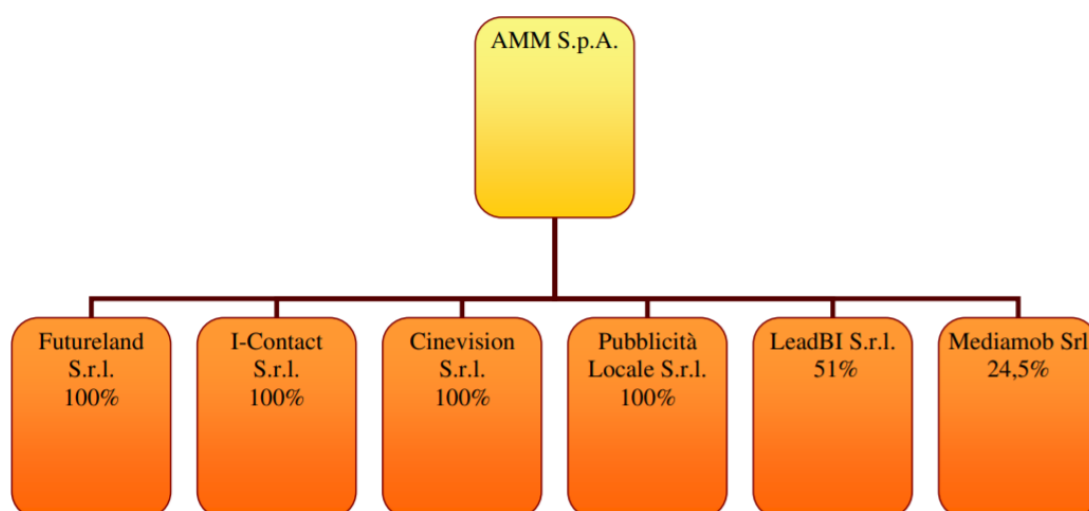 AMM S.p.A.
Futureland
S.r.l.
100%
I-Contact
S.r.l.
100%
Cinevision
S.r.l.
100%
Pubblicità
Locale S.r.l.
100%
LeadBI S.r.l.
51%
Mediamob Srl
24,5%